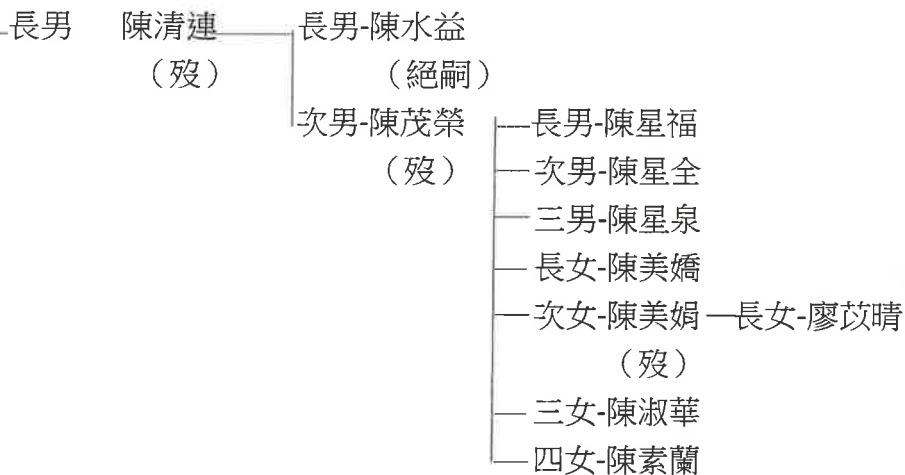 長男 陳清連 長男-陳水益
（歿） （絕嗣）
次男-陳茂榮 長男-陳星福
（歿） 次男-陳星全
三男-陳星泉
長女-陳美嬌
次女-陳美娟 長女-廖苡晴
（歿）
三女-陳淑華
四女-陳素蘭